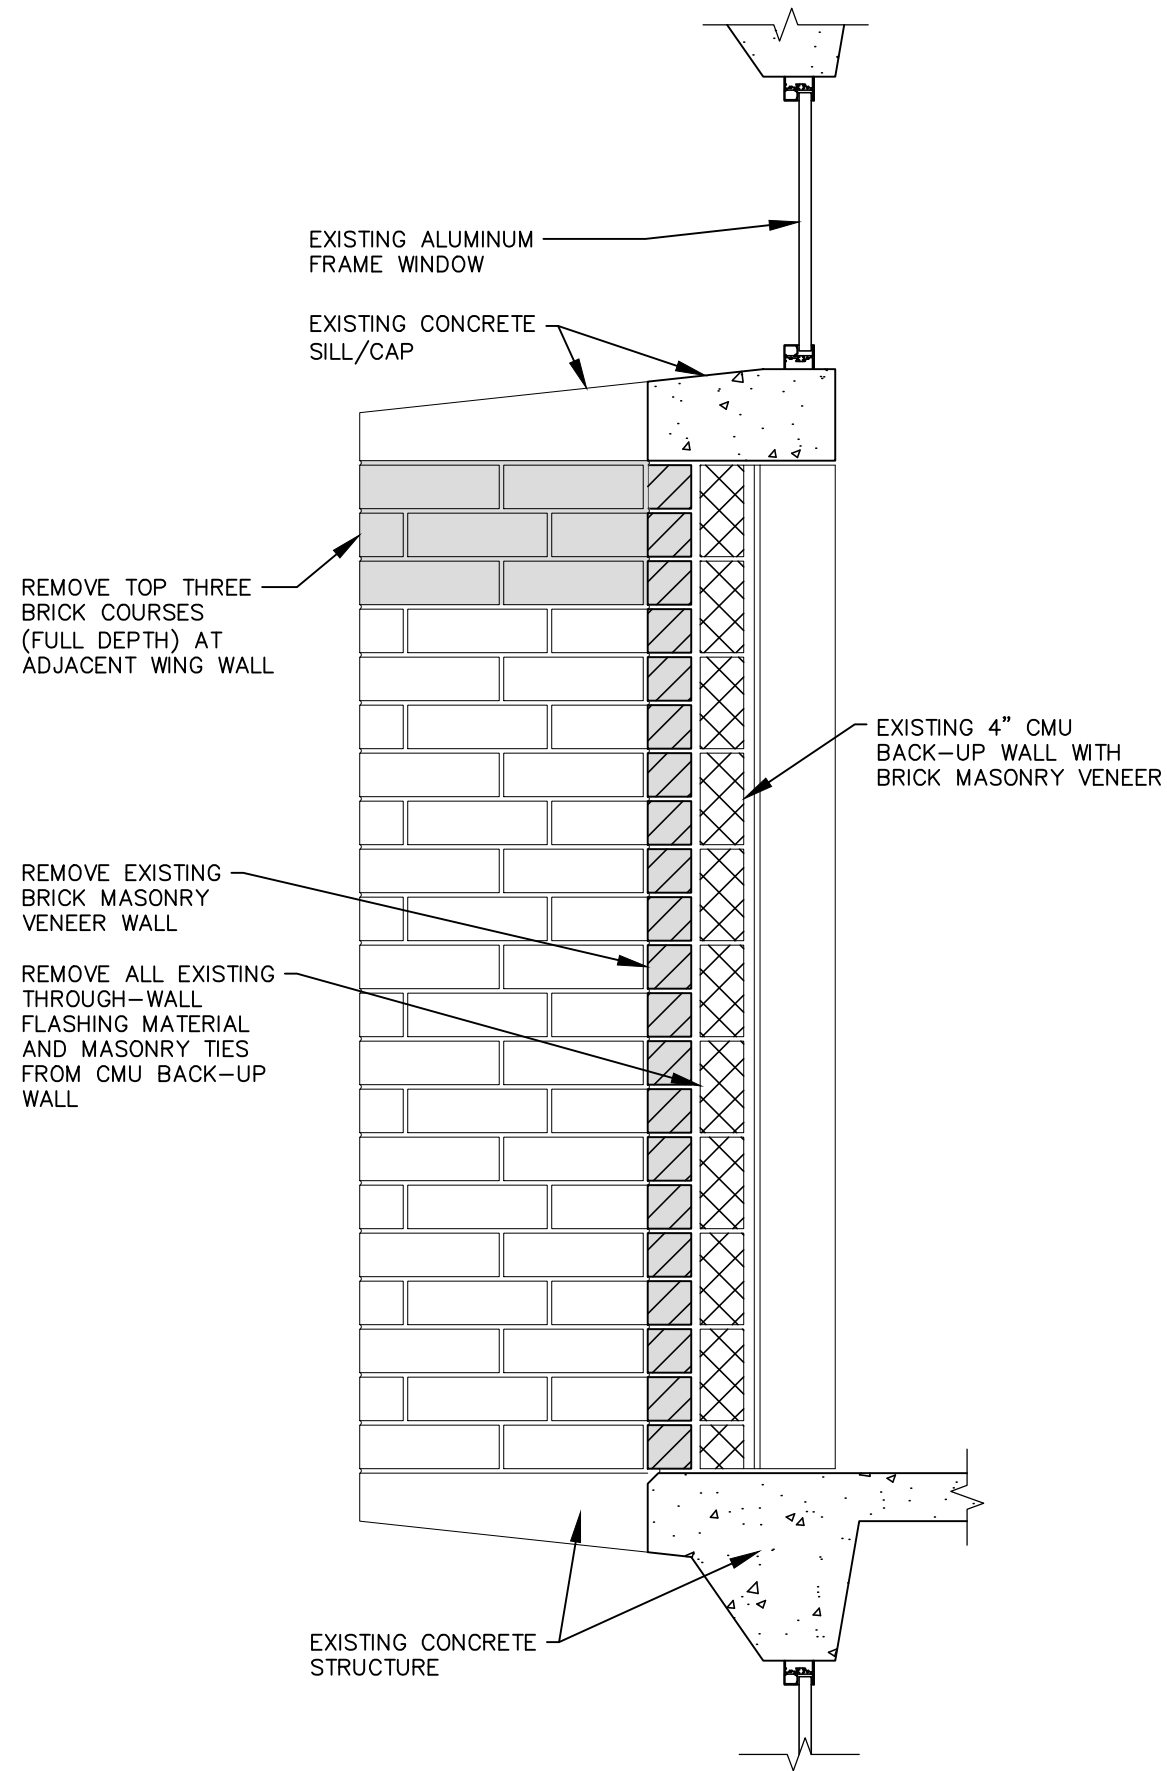 EXISTING ALUMINUM
FRAME WINDOW
EXISTING CONCRETE
SILL/CAP
REMOVE TOP THREE
BRICK COURSES
(FULL DEPTH) AT
ADJACENT WING WALL
EXISTING 4" CMU
BACK-UP WALL WITH
BRICK MASONRY VENEER
REMOVE EXISTING
BRICK MASONRY
VENEER WALL
REMOVE ALL EXISTING
THROUGH-WALL
FLASHING MATERIAL
AND MASONRY TIES
FROM CMU BACK-UP
WALL
EXISTING CONCRETE
STRUCTURE